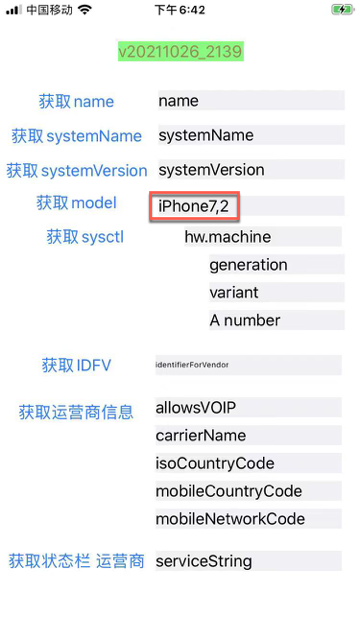 中国移动 下午6:42
v20211026_2139
获取name name
获取systemName systemName
获取systemVersion systemVersion
获取model iPhone7,2
获取sysctl hw.machine
generation
variant
A number
获取IDFV identifierForVendor
获取运营商信息 allowsVOIP
carrierName
isoCountryCode
mobileCountryCode
mobileNetworkCode
获取状态栏 运营商 serviceString